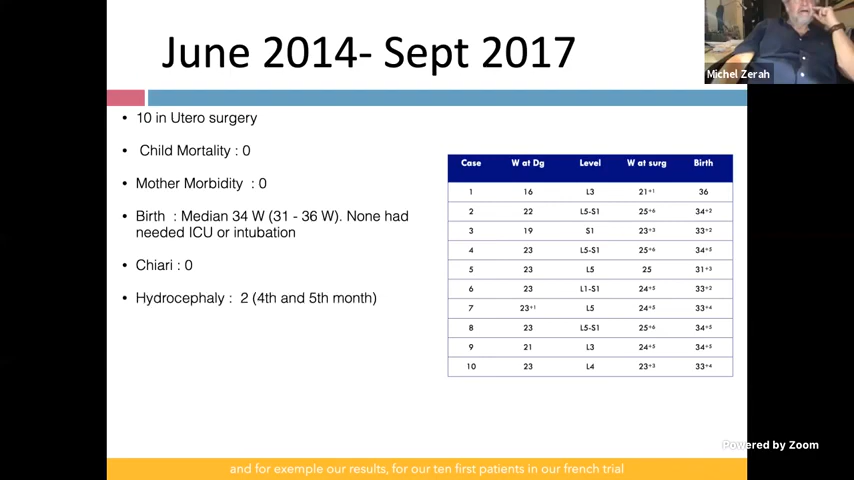 June 2014- Sept 2017
Michel Zerah
• 10 in Utero surgery
• Child Mortality : 0
• Mother Morbidity : 0
• Birth : Median 34 W (31 - 36 W). None had
needed ICU or intubation
• Chiari : 0
• Hydrocephaly : 2 (4th and 5th month)
Case W at Dg Level W at surg Birth
1 16 L3 21+1 36
2 22 L5-S1 25+6 34+2
3 19 S1 23+3 33+2
4 23 L5-S1 25+6 34+5
5 23 L5 25 31+3
6 23 L1-S1 24+5 33+2
7 23+1 L5 24+5 33+4
8 23 L5-S1 25+6 34+5
9 21 L3 24+5 34+5
10 23 L4 23+3 33+4
Powered by Zoom
and for exemple our results, for our ten first patients in our french trial